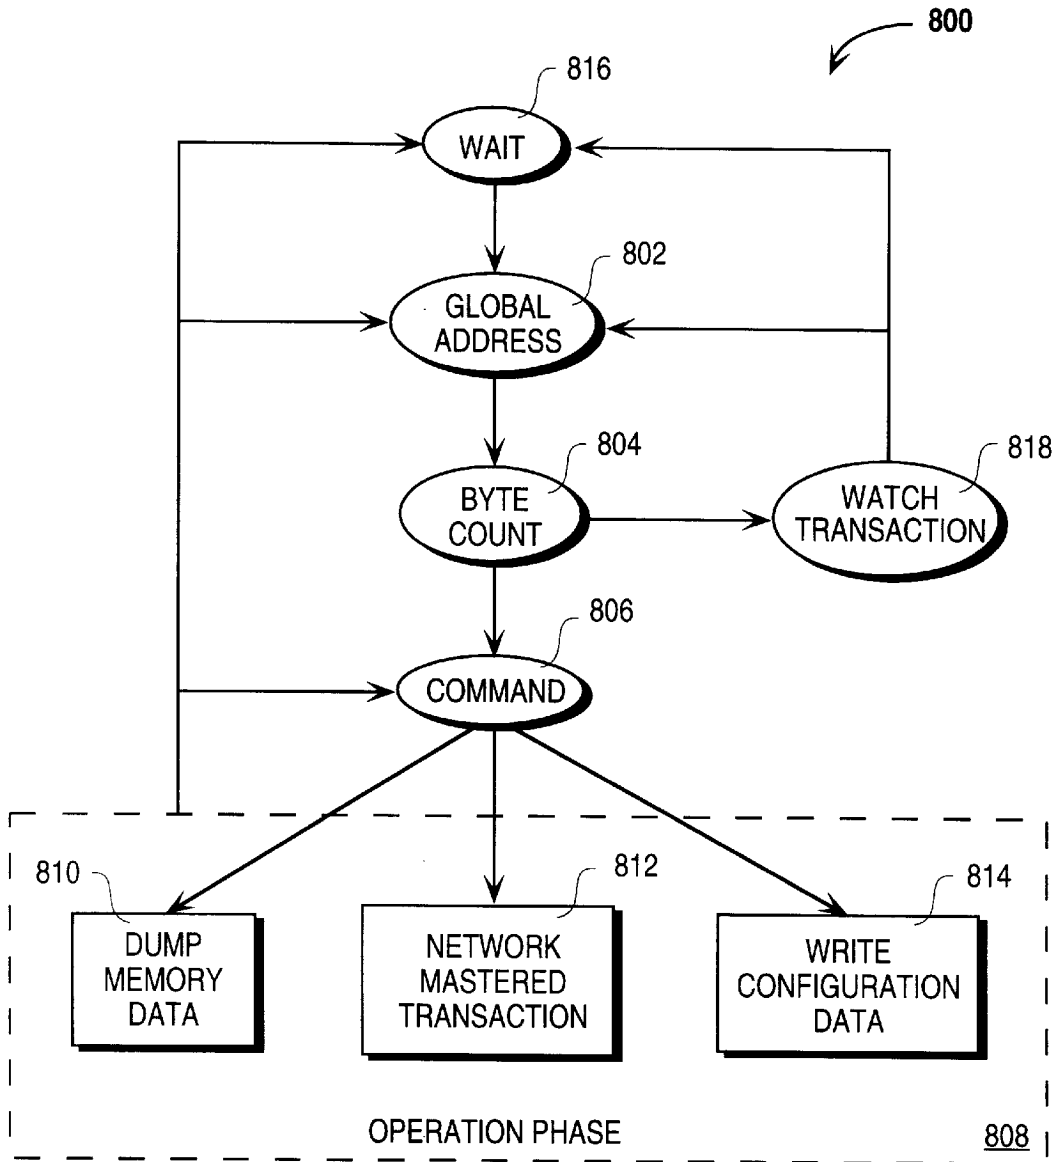 800
816
WAIT
802
GLOBAL
ADDRESS
804
BYTE
COUNT
818
WATCH
TRANSACTION
806
COMMAND
810
DUMP
MEMORY
DATA
812
NETWORK
MASTERED
TRANSACTION
814
WRITE
CONFIGURATION
DATA
OPERATION PHASE
808